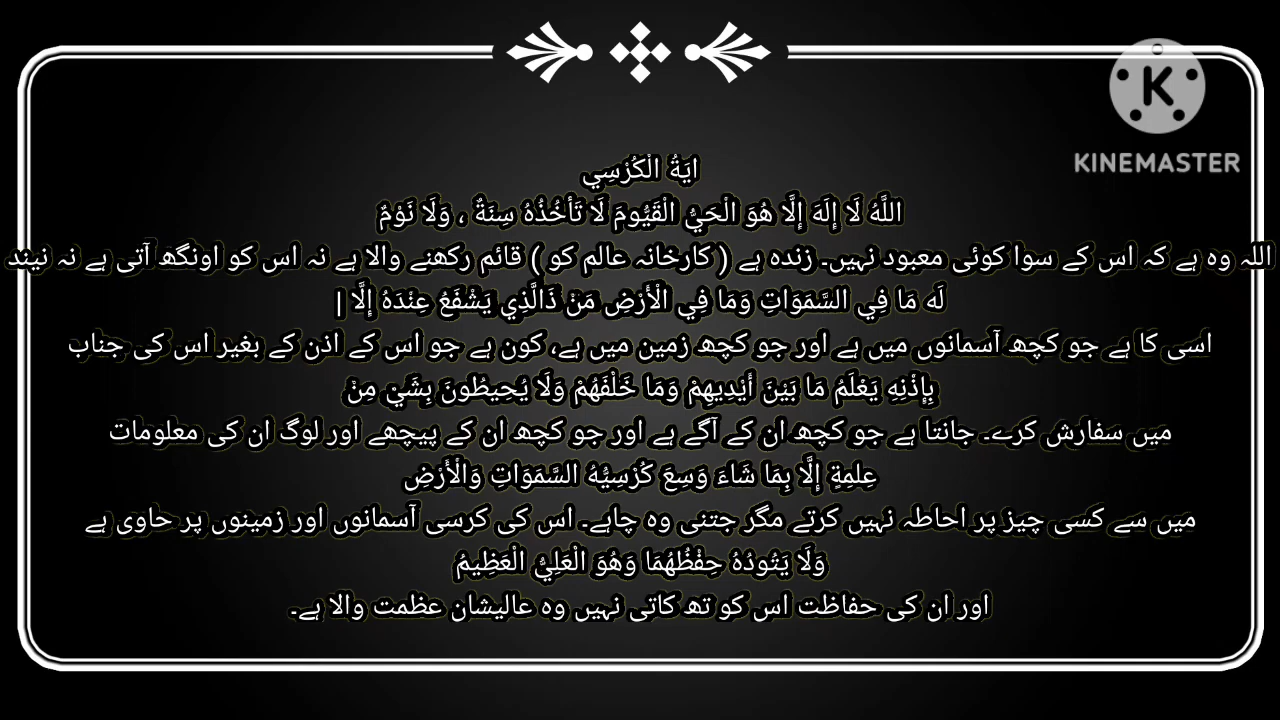 KINEMASTER
ايَةُ الْكُرْسِي
اللَّهُ لَا إِلَهَ إِلَّا هُوَ الْحَيُّ الْقَيُّومَ لَا تَأْخُذُهُ سِنَةٌ ، وَلَا نَوْمٌ
اللہ وہ ہے کہ اس کے سوا کوئی معبود نہیں۔ زندہ ہے ( کارخانہ عالم کو ) قائم رکھنے والا ہے نہ اس کو اونگھ آتی ہے نہ نیند
لَه مَا فِي السَّمَوَاتِ وَمَا فِي الْأَرْضِ مَنْ ذَالَّذِي يَشْفَعُ عِنْدَهُ إِلَّا |
اسی کا ہے جو کچھ آسمانوں میں ہے اور جو کچھ زمین میں ہے، کون ہے جو اس کے اذن کے بغیر اس کی جناب
بِإِذْنِهِ يَعْلَمُ مَا بَيْنَ أَيْدِيهِمْ وَمَا خَلْفَهُمْ وَلَا يُحِيطُونَ بِشَيْ مِنْ
میں سفارش کرے۔ جانتا ہے جو کچھ ان کے آگے ہے اور جو کچھ ان کے پیچھے اور لوگ ان کی معلومات
عِلمِةٍ إِلَّا بِمَا شَاءَ وَسِعَ كُرْسِيُّهُ السَّمَوَاتِ وَالْأَرْضِ
میں سے کسی چیز پر احاطہ نہیں کرتے مگر جتنی وہ چاہے۔ اس کی کرسی آسمانوں اور زمینوں پر حاوی ہے
وَلَا يَتُودُهُ حِفْظُهُمَا وَهُوَ الْعَلِيُّ الْعَظِيمُ
اور ان کی حفاظت اس کو تھ کاتی نہیں وہ عالیشان عظمت والا ہے۔